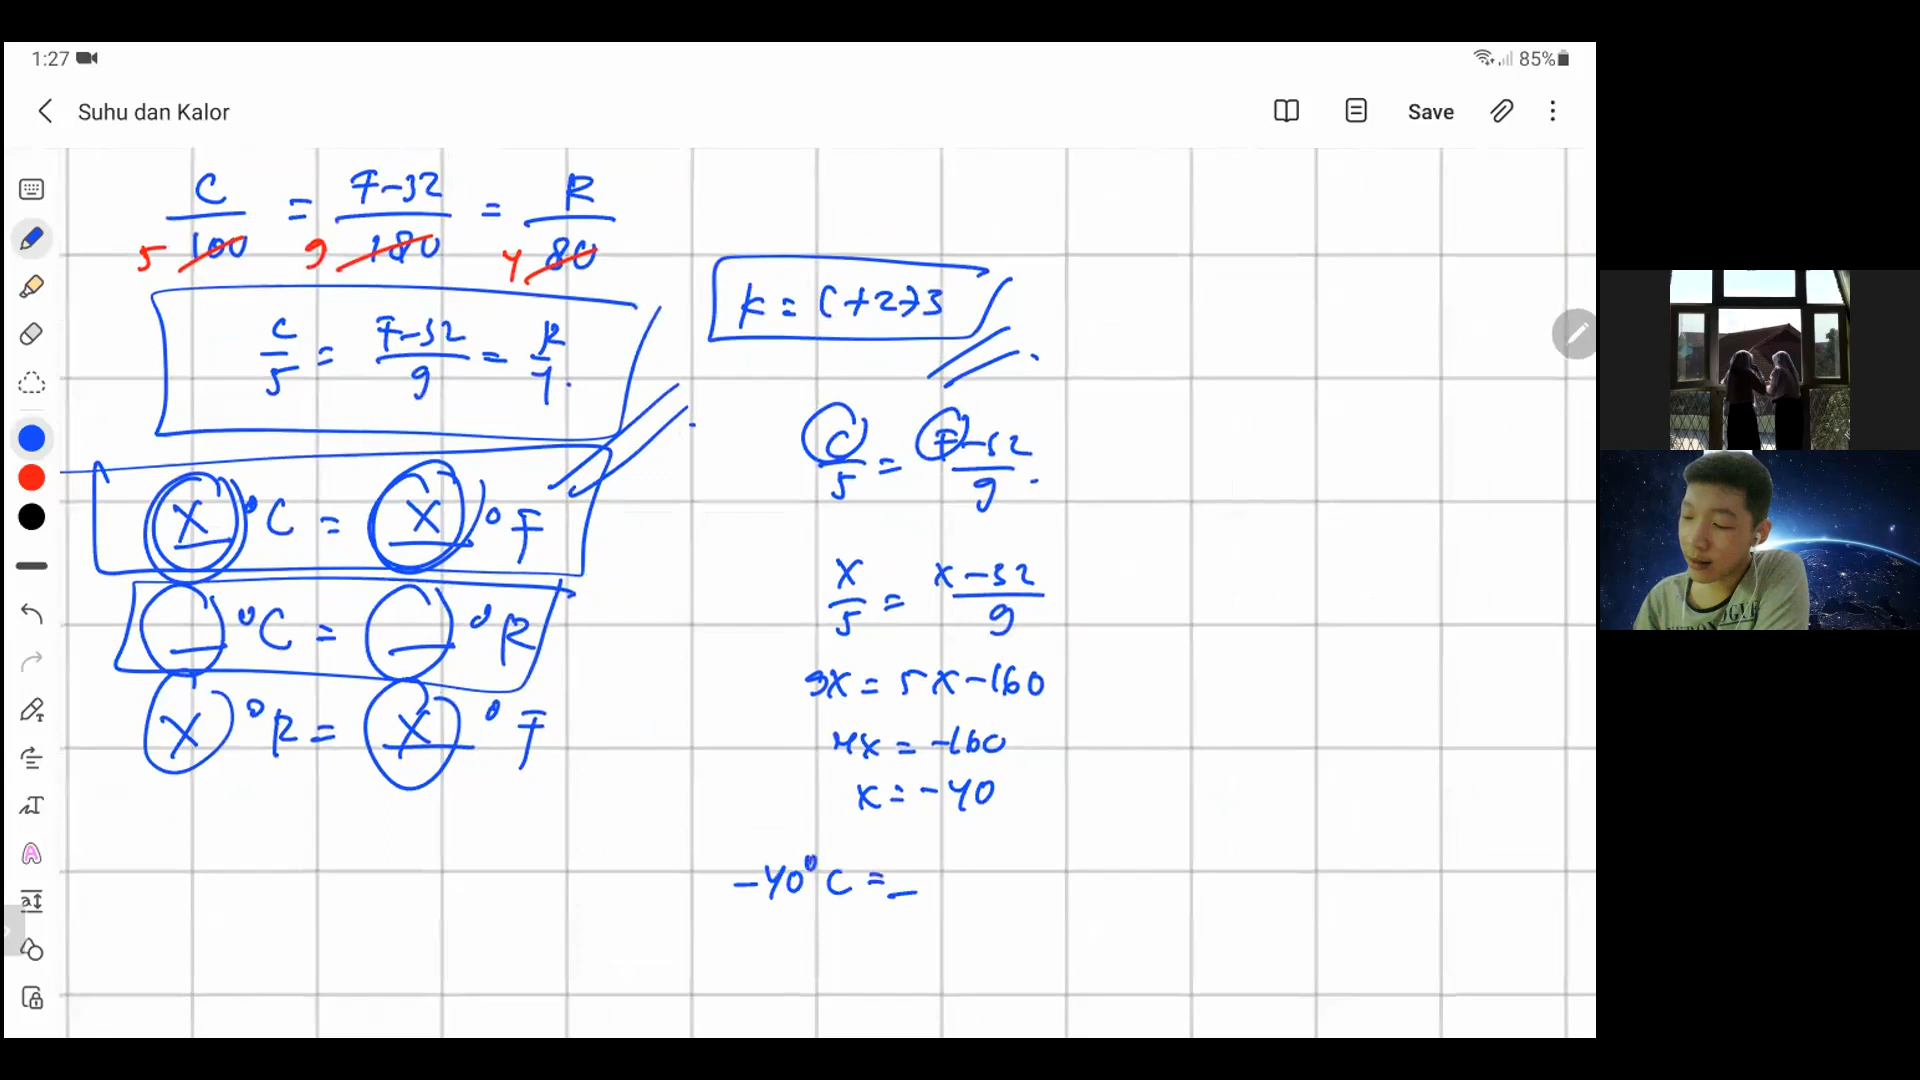 1:27 85%
Suhu dan Kalor
Save
C/100 = F-32/180 = R/80
5 9 4
C/5 = F-32/9 = R/4.
X °C = X °F
_ °C = _ °R
X °R = X °F
K = C+273
C/5 = F-32/9.
X/5 = X-32/9
9X = 5X-160
4X = -160
X = -40
-40°C = _
VOGUE